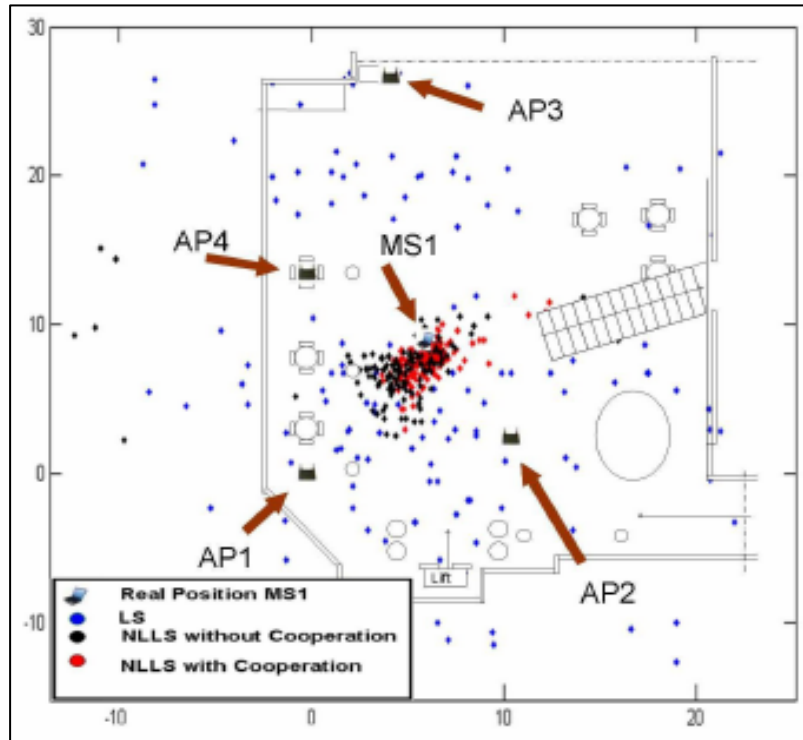 30
AP3
20
AP4
MS1
10
0
AP1
AP2
Lift
Real Position MS1
LS
NLLS without Cooperation
NLLS with Cooperation
-10
-10
0
10
20